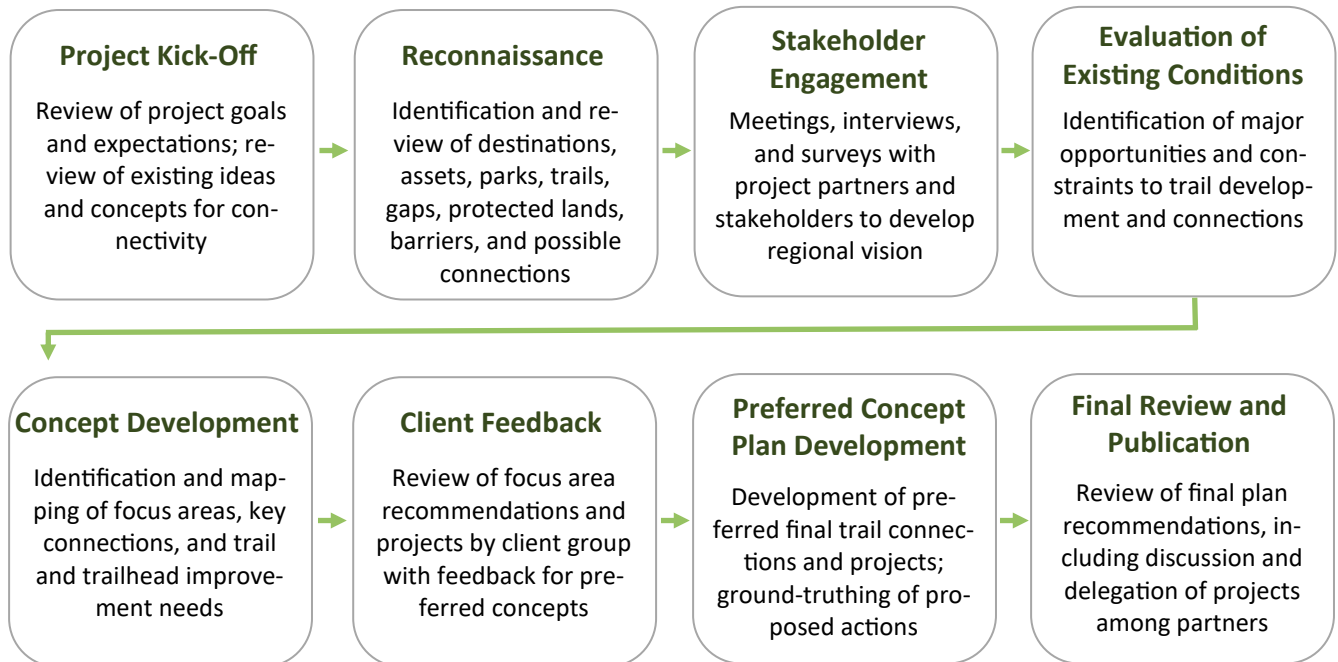 Project Kick-Off
Review of project goals
and expectations; re-
view of existing ideas
and concepts for con-
nectivity
Reconnaissance
Identification and re-
view of destinations,
assets, parks, trails,
gaps, protected lands,
barriers, and possible
connections
Stakeholder
Engagement
Meetings, interviews,
and surveys with
project partners and
stakeholders to develop
regional vision
Evaluation of
Existing Conditions
Identification of major
opportunities and con-
straints to trail develop-
ment and connections
Concept Development
Identification and map-
ping of focus areas, key
connections, and trail
and trailhead improve-
ment needs
Client Feedback
Review of focus area
recommendations and
projects by client group
with feedback for pre-
ferred concepts
Preferred Concept
Plan Development
Development of pre-
ferred final trail connec-
tions and projects;
ground-truthing of pro-
posed actions
Final Review and
Publication
Review of final plan
recommendations, in-
cluding discussion and
delegation of projects
among partners